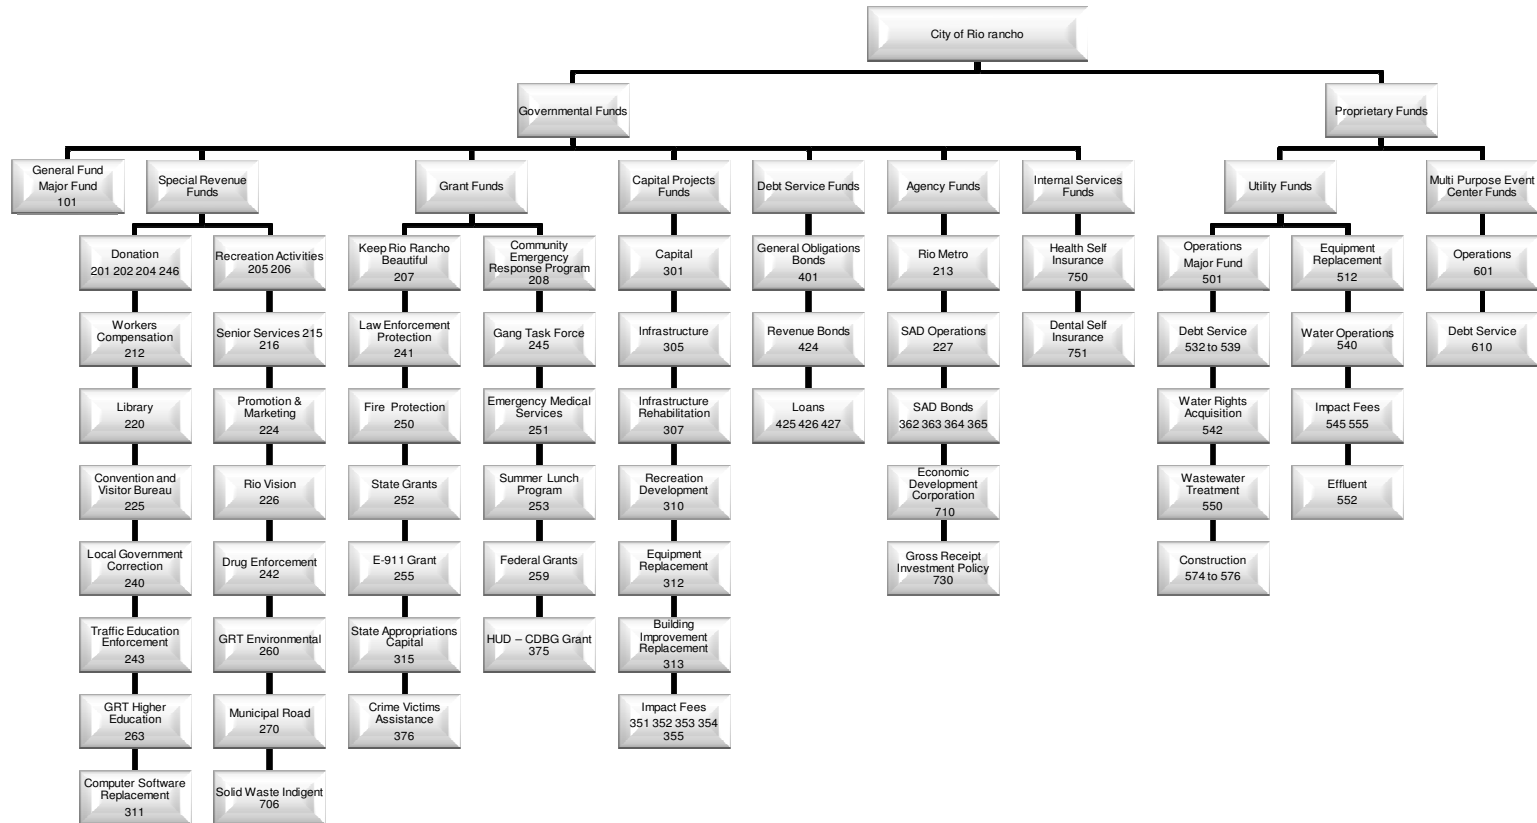 City of Rio rancho
Governmental Funds
Proprietary Funds
General Fund
Major Fund
101
Special Revenue
Funds
Grant Funds
Capital Projects
Funds
Debt Service Funds
Agency Funds
Internal Services
Funds
Utility Funds
Multi Purpose Event
Center Funds
Donation
201 202 204 246
Recreation Activities
205 206
Keep Rio Rancho
Beautiful
207
Community
Emergency
Response Program
208
Capital
301
General Obligations
Bonds
401
Rio Metro
213
Health Self
Insurance
750
Operations
Major Fund
501
Equipment
Replacement
512
Operations
601
Workers
Compensation
212
Senior Services 215
216
Law Enforcement
Protection
241
Gang Task Force
245
Infrastructure
305
Revenue Bonds
424
SAD Operations
227
Dental Self
Insurance
751
Debt Service
532 to 539
Water Operations
540
Debt Service
610
Library
220
Promotion &
Marketing
224
Fire Protection
250
Emergency Medical
Services
251
Infrastructure
Rehabilitation
307
Loans
425 426 427
SAD Bonds
362 363 364 365
Water Rights
Acquisition
542
Impact Fees
545 555
Convention and
Visitor Bureau
225
Rio Vision
226
State Grants
252
Summer Lunch
Program
253
Recreation
Development
310
Economic
Development
Corporation
710
Wastewater
Treatment
550
Effluent
552
Local Government
Correction
240
Drug Enforcement
242
E-911 Grant
255
Federal Grants
259
Equipment
Replacement
312
Gross Receipt
Investment Policy
730
Construction
574 to 576
Traffic Education
Enforcement
243
GRT Environmental
260
State Appropriations
Capital
315
HUD – CDBG Grant
375
Building
Improvement
Replacement
313
GRT Higher
Education
263
Municipal Road
270
Crime Victims
Assistance
376
Impact Fees
351 352 353 354
355
Computer Software
Replacement
311
Solid Waste Indigent
706